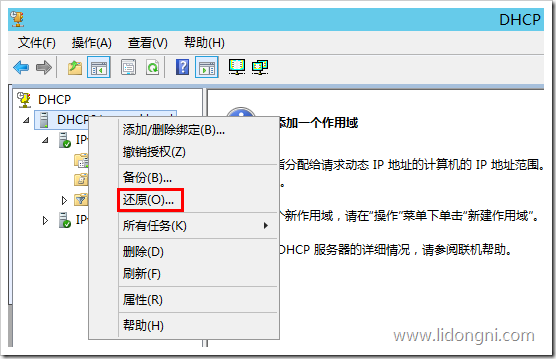 DHCP
文件(F) 操作(A) 查看(V) 帮助(H)
DHCP
DHCP
添加一个作用域
IP
添加/删除绑定(B)...
撤销授权(Z)
指分配给请求动态 IP 地址的计算机的 IP 地址范围。
备份(B)...
还原(O)...
个新作用域，请在"操作"菜单下单击"新建作用域"。
IP
所有任务(K)
删除(D)
DHCP 服务器的详细情况，请参阅联机帮助。
刷新(F)
属性(R)
帮助(H)
www.lidongni.com